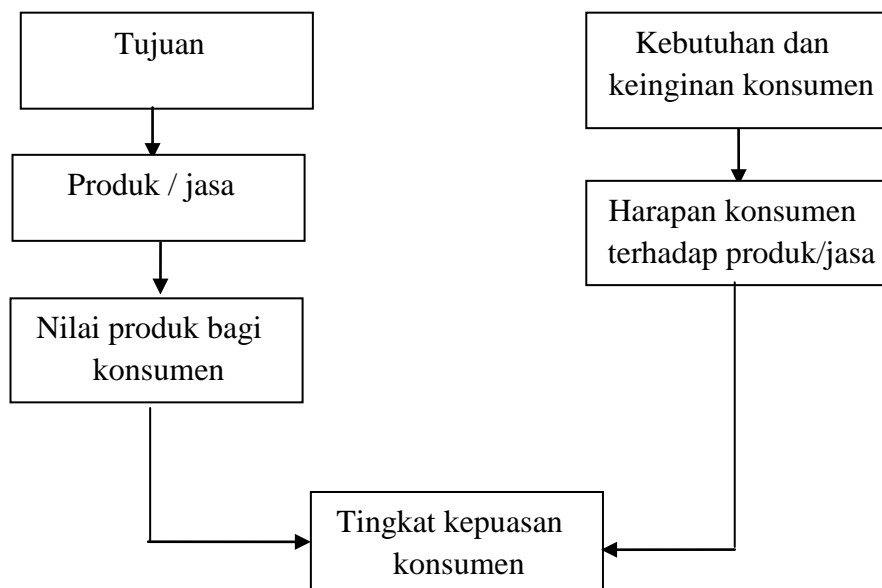 Tujuan
Produk / jasa
Nilai produk bagi
konsumen
Kebutuhan dan
keinginan konsumen
Harapan konsumen
terhadap produk/jasa
Tingkat kepuasan
konsumen